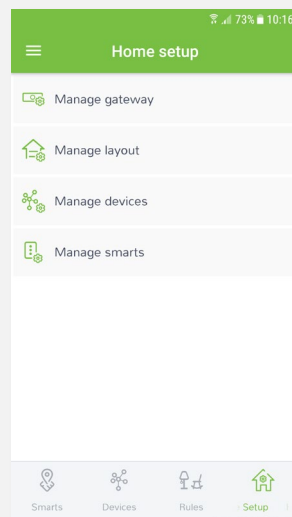 73% 10:16
Home setup
Manage gateway
Manage layout
Manage devices
Manage smarts
Smarts Devices Rules Setup